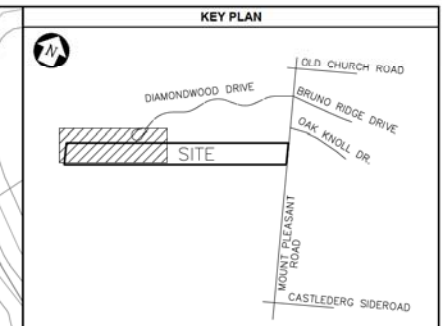 KEY PLAN
N
OLD CHURCH ROAD
DIAMONDWOOD DRIVE
BRUNO RIDGE DRIVE
OAK KNOLL DR.
SITE
MOUNT PLEASANT
ROAD
CASTLEDERG SIDEROAD